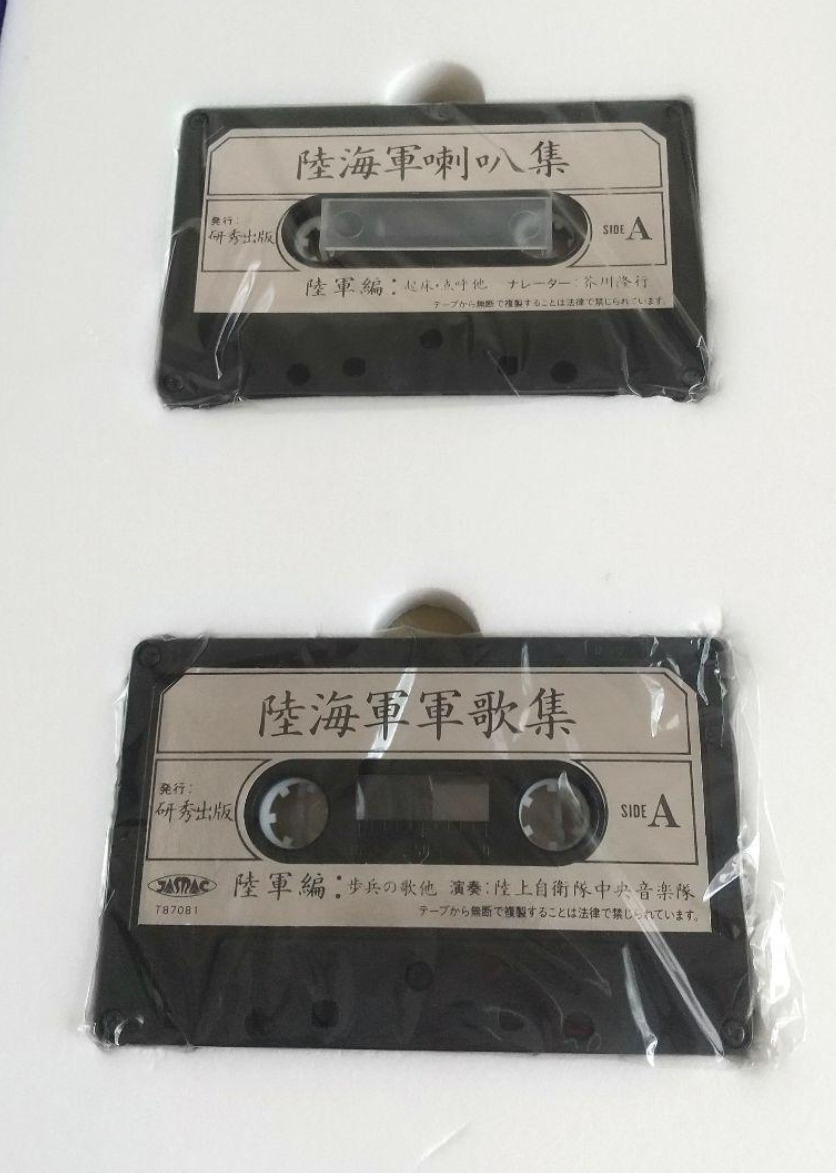 陸海軍喇叭集
発行:
研秀出版
SIDE A
陸軍編:起床・点呼他 ナレーター:芥川隆行
テープから無断で複製することは法律で禁じられています。
陸海軍軍歌集
発行:
研秀出版
SIDE A
JASRAC
T87081
陸軍編:歩兵の歌他 演奏:陸上自衛隊中央音楽隊
テープから無断で複製することは法律で禁じられています。